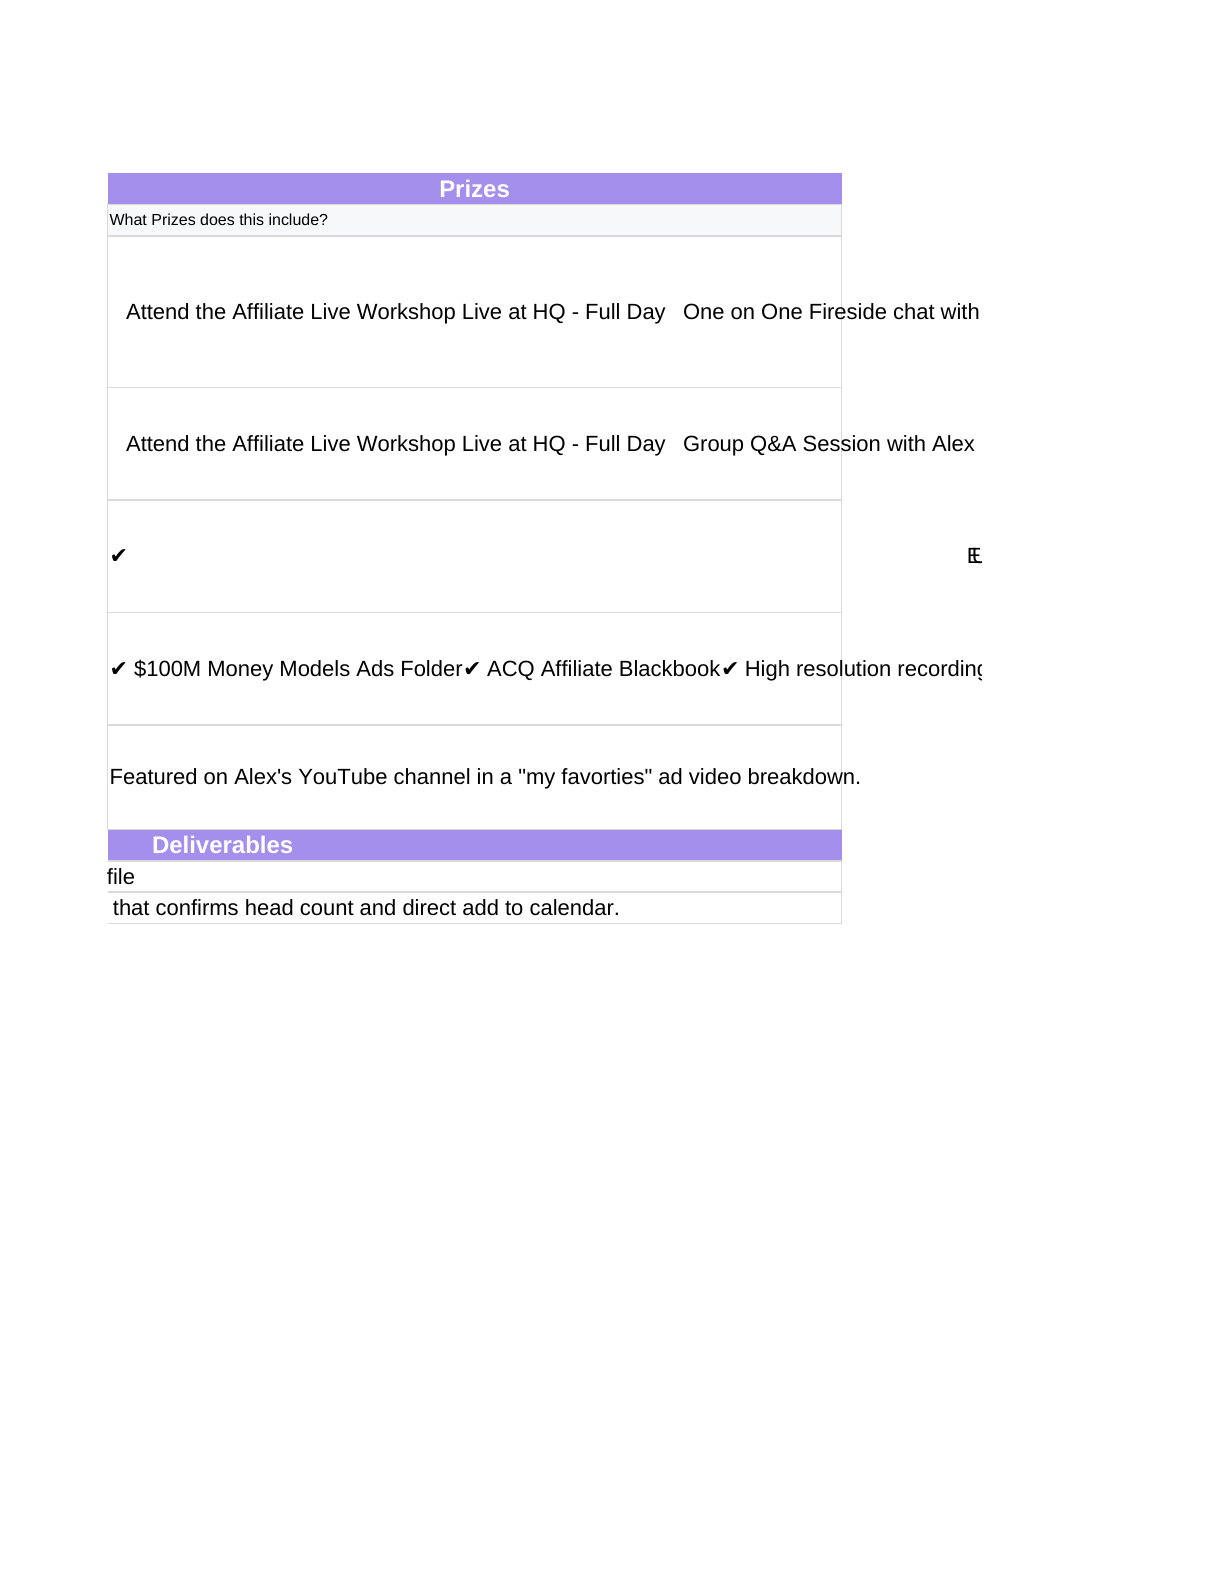 Prizes
What Prizes does this include?
Attend the Affiliate Live Workshop Live at HQ - Full Day   One on One Fireside chat with
Attend the Affiliate Live Workshop Live at HQ - Full Day   Group Q&A Session with Alex
✔
✔ $100M Money Models Ads Folder✔ ACQ Affiliate Blackbook✔ High resolution recording
Featured on Alex's YouTube channel in a "my favorties" ad video breakdown.
Deliverables
file
that confirms head count and direct add to calendar.